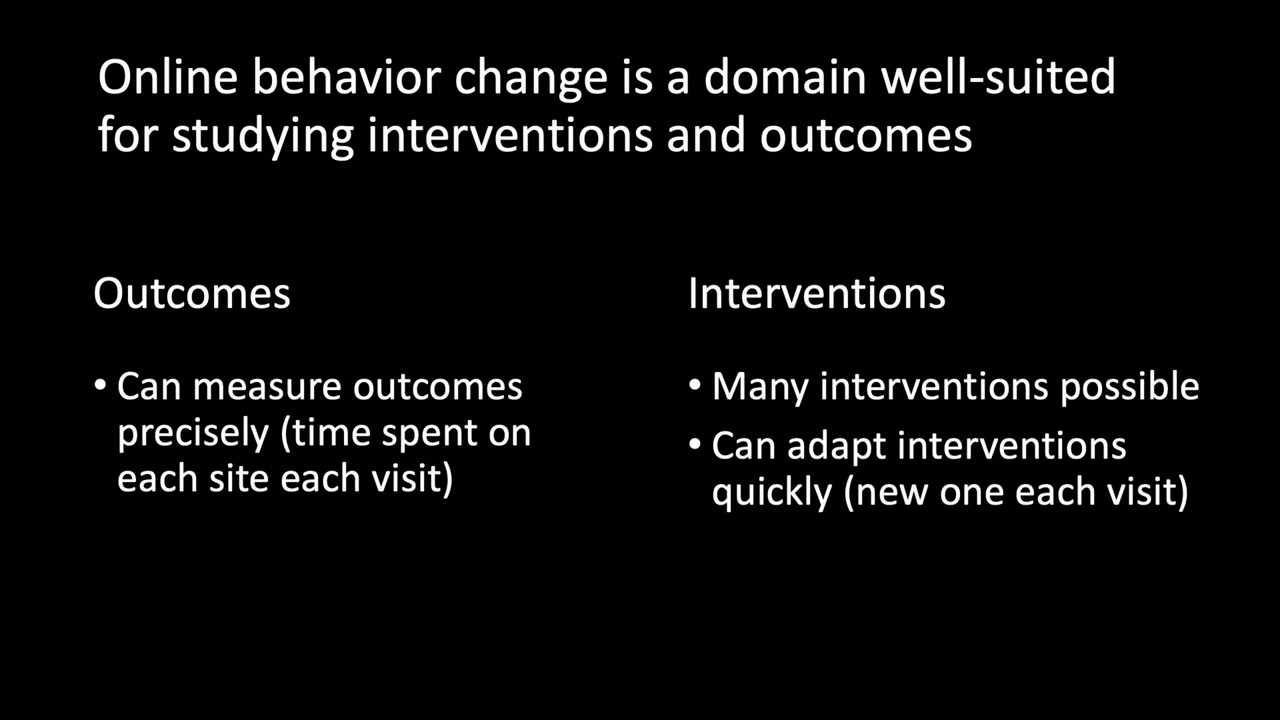 Online behavior change is a domain well-suited
for studying interventions and outcomes
Outcomes
• Can measure outcomes
precisely (time spent on
each site each visit)
Interventions
• Many interventions possible
• Can adapt interventions
quickly (new one each visit)